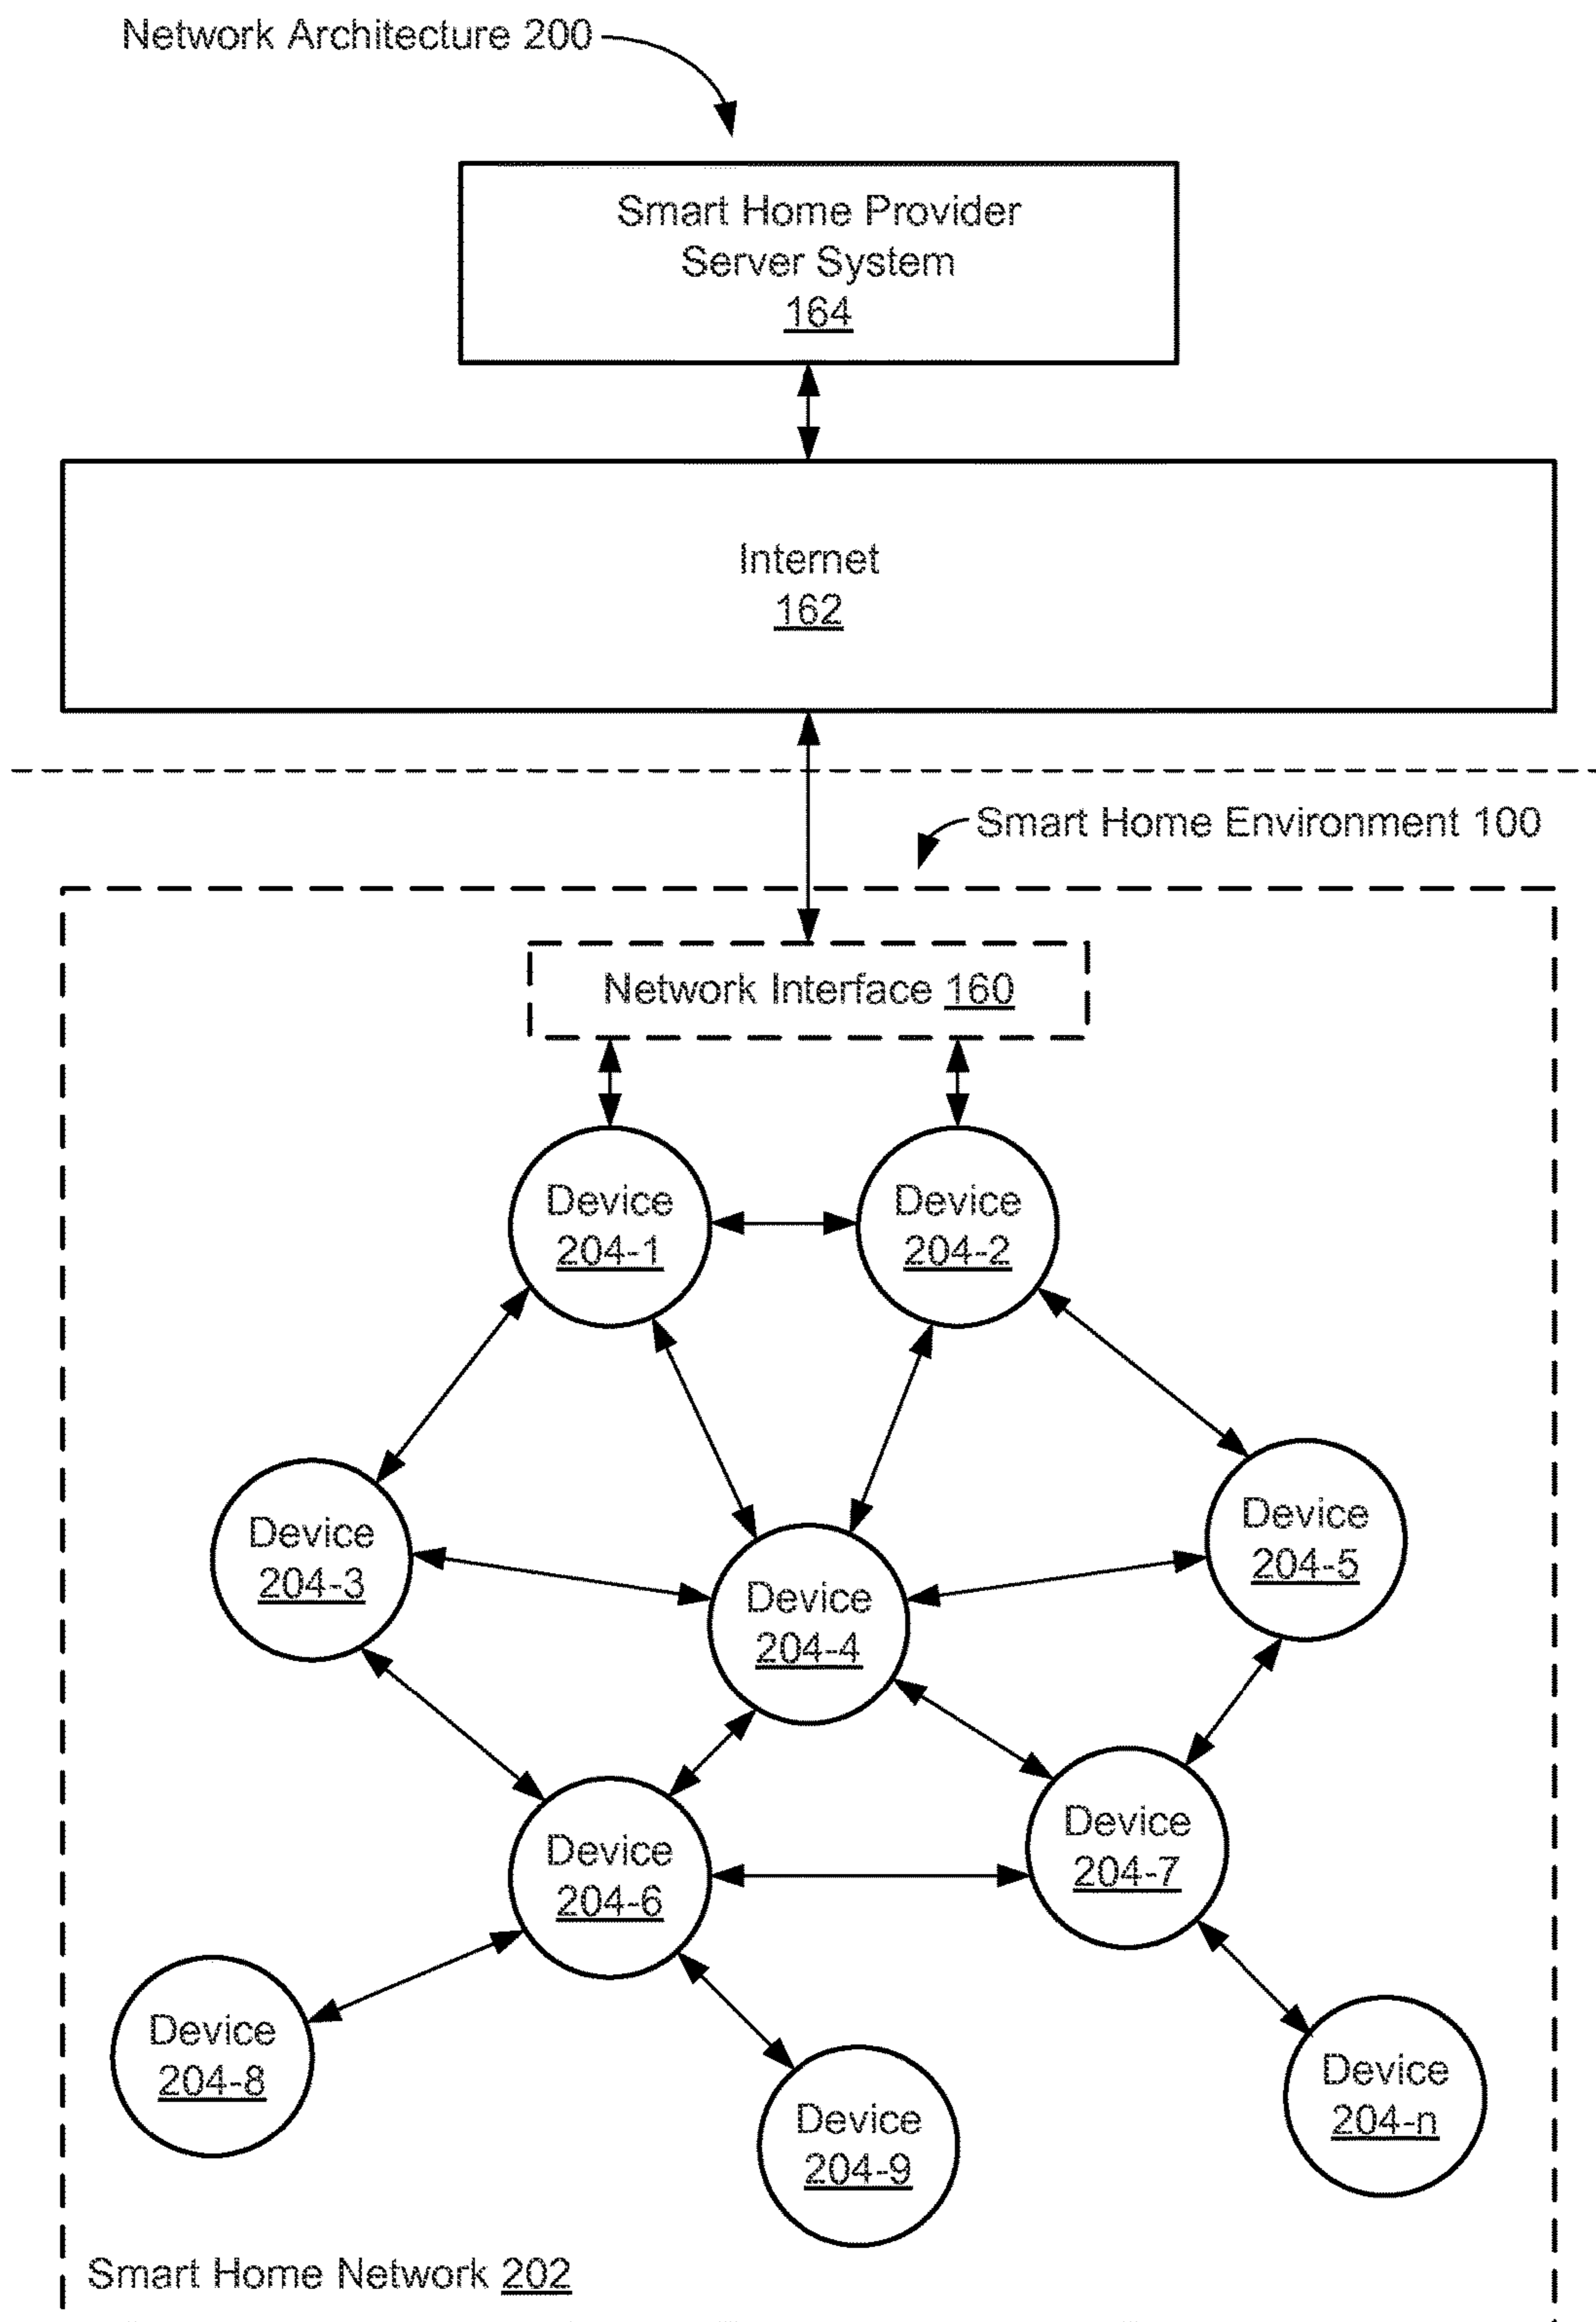 Network Architecture 200
Smart Home Provider
Server System
164
Internet
162
Smart Home Environment 100
Network Interface 160
Device
204-1
Device
204-2
Device
204-3
Device
204-4
Device
204-5
Device
204-6
Device
204-7
Device
204-8
Device
204-9
Device
204-n
Smart Home Network 202